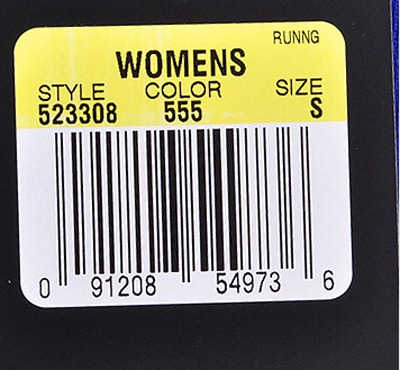 RUNNG
WOMENS
STYLE COLOR SIZE
523308 555 S
0 91208 54973 6